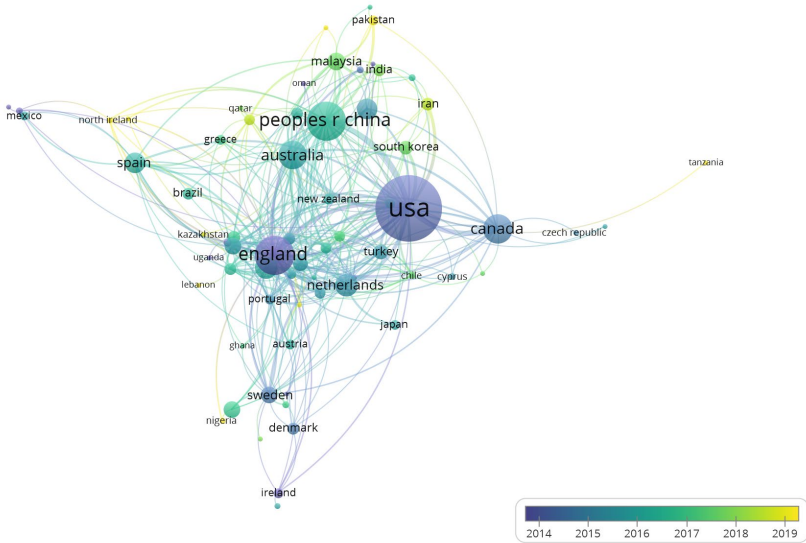 pakistan
malaysia
india
oman
qatar
iran
mexico
north ireland
peoples r china
greece
south korea
australia
spain
tanzania
brazil
new zealand
usa
canada
kazakhstan
czech republic
england
turkey
uganda
chile
cyprus
lebanon
netherlands
portugal
japan
ghana
austria
sweden
nigeria
denmark
ireland
2014 2015 2016 2017 2018 2019